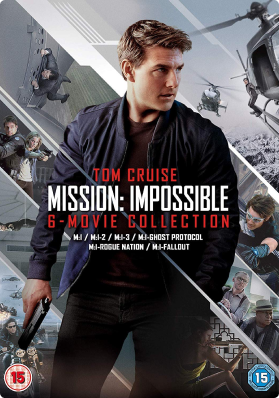 TOM CRUISE
MISSION: IMPOSSIBLE
6-MOVIE COLLECTION
M:I / M:I-2 / M:I-3 / M:I-GHOST PROTOCOL
M:I-ROGUE NATION / M:I-FALLOUT
15
15